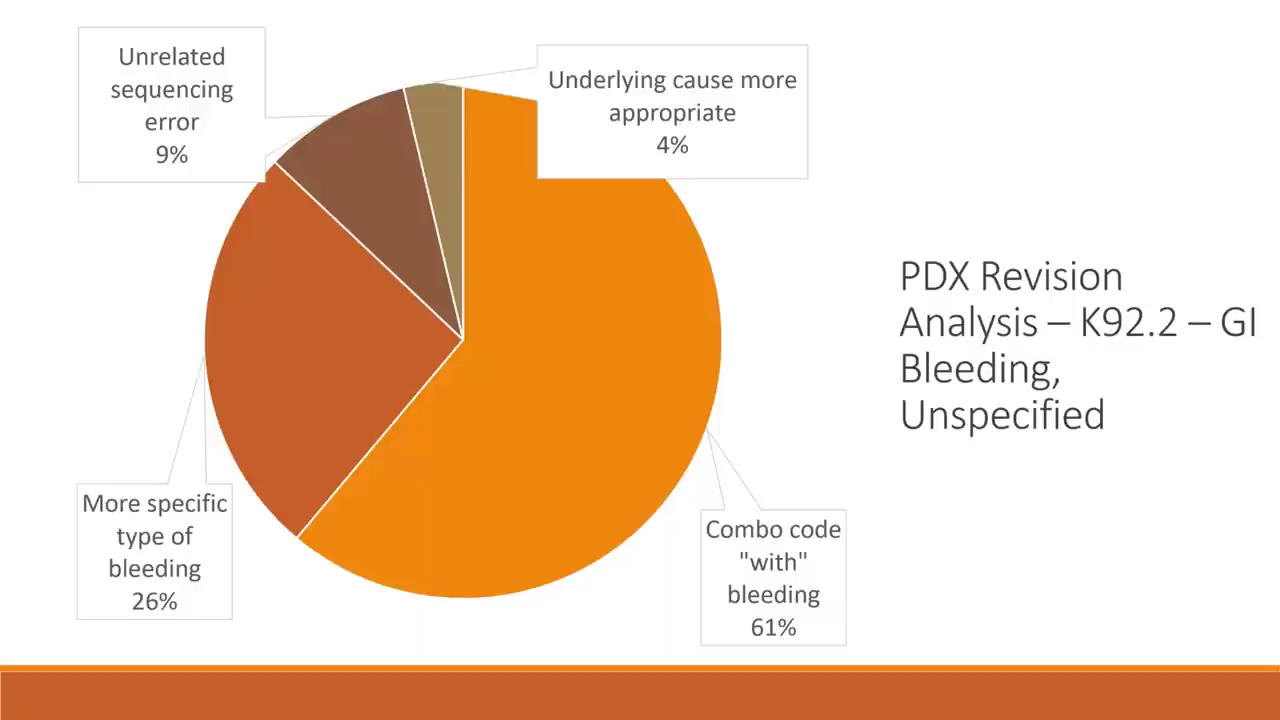 Unrelated
sequencing
error
9%
Underlying cause more
appropriate
4%
PDX Revision
Analysis – K92.2 – GI
Bleeding,
Unspecified
More specific
type of
bleeding
26%
Combo code
"with"
bleeding
61%